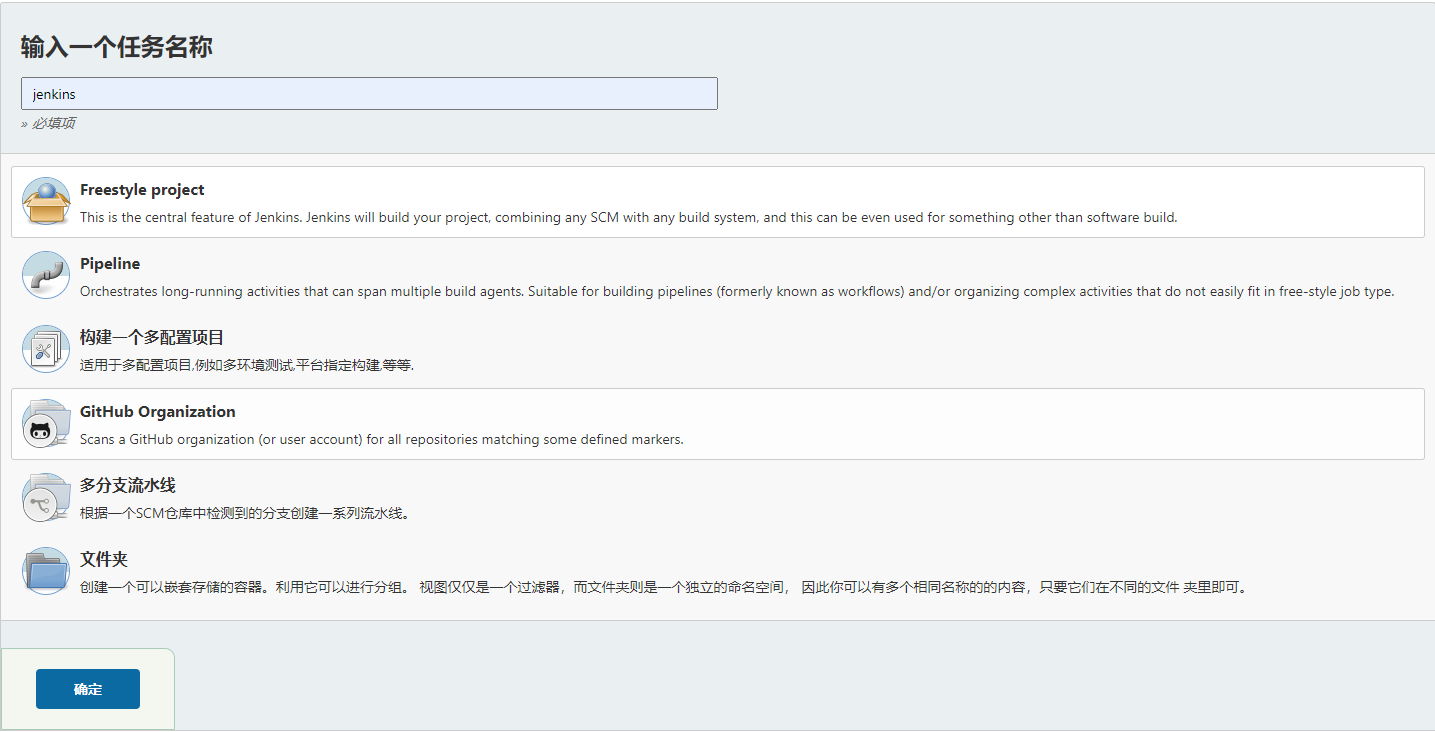 输入一个任务名称
jenkins
» 必填项
Freestyle project
This is the central feature of Jenkins. Jenkins will build your project, combining any SCM with any build system, and this can be even used for something other than software build.
Pipeline
Orchestrates long-running activities that can span multiple build agents. Suitable for building pipelines (formerly known as workflows) and/or organizing complex activities that do not easily fit in free-style job type.
构建一个多配置项目
适用于多配置项目,例如多环境测试,平台指定构建,等等.
GitHub Organization
Scans a GitHub organization (or user account) for all repositories matching some defined markers.
多分支流水线
根据一个SCM仓库中检测到的分支创建一系列流水线。
文件夹
创建一个可以嵌套存储的容器。利用它可以进行分组。 视图仅仅是一个过滤器，而文件夹则是一个独立的命名空间， 因此你可以有多个相同名称的的内容，只要它们在不同的文件 夹里即可。
确定